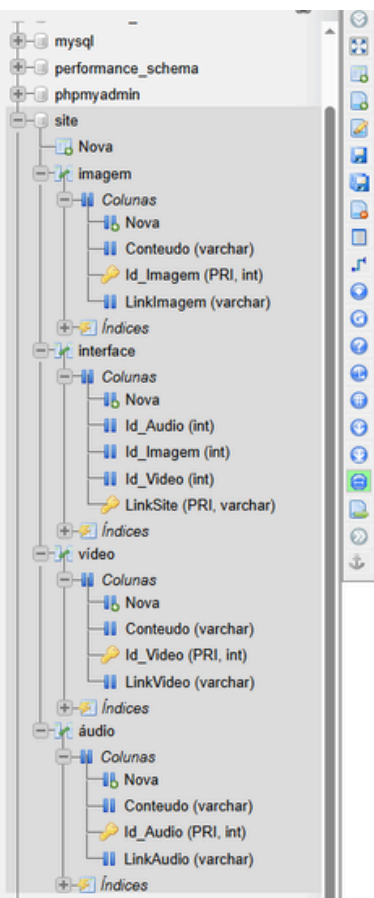 mysql
performance_schema
phpmyadmin
site
Nova
imagem
Colunas
Nova
Conteudo (varchar)
Id_Imagem (PRI, int)
LinkImagem (varchar)
Índices
interface
Colunas
Nova
Id_Audio (int)
Id_Imagem (int)
Id_Video (int)
LinkSite (PRI, varchar)
Índices
vídeo
Colunas
Nova
Conteudo (varchar)
Id_Video (PRI, int)
LinkVideo (varchar)
Índices
áudio
Colunas
Nova
Conteudo (varchar)
Id_Audio (PRI, int)
LinkAudio (varchar)
Índices